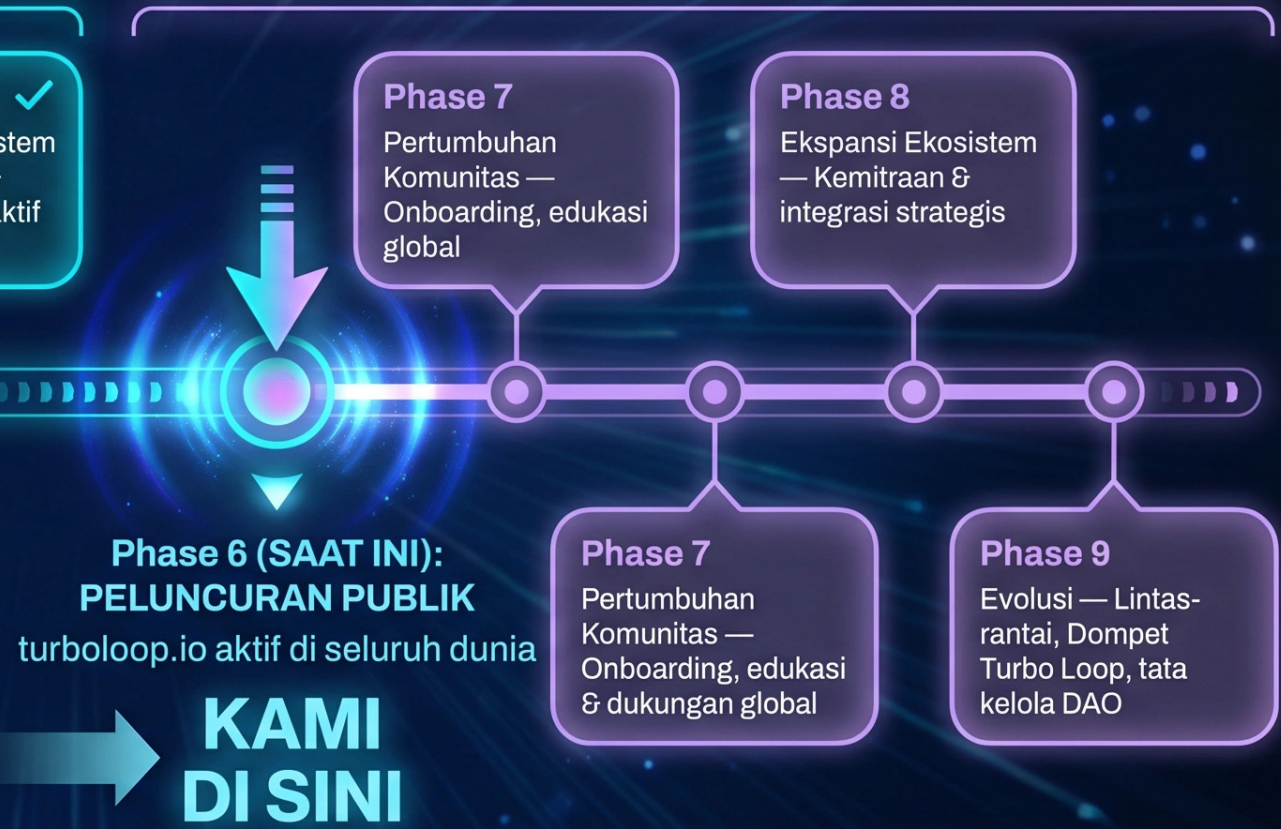 stem
aktif
Phase 7
Pertumbuhan
Komunitas —
Onboarding, edukasi
global
Phase 8
Ekspansi Ekosistem
— Kemitraan &
integrasi strategis
Phase 6 (SAAT INI):
PELUNCURAN PUBLIK
turboloop.io aktif di seluruh dunia
KAMI
DI SINI
Phase 7
Pertumbuhan
Komunitas —
Onboarding, edukasi
& dukungan global
Phase 9
Evolusi — Lintas-
rantai, Dompet
Turbo Loop, tata
kelola DAO